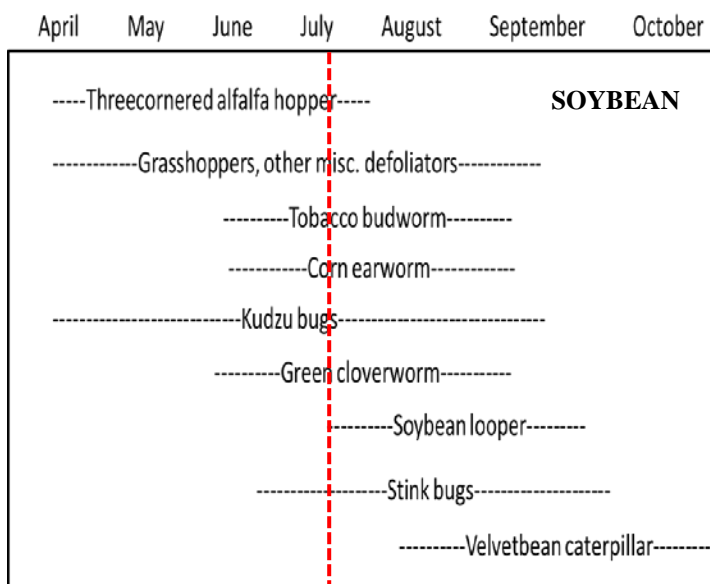 April May June July August September October
-----Threecornered alfalfa hopper----- SOYBEAN
-------------Grasshoppers, other misc. defoliators-------------
----------Tobacco budworm----------
------------Corn earworm-------------
-----------------------------Kudzu bugs--------------------------------
----------Green cloverworm-----------
----------Soybean looper---------
--------------------Stink bugs---------------------
----------Velvetbean caterpillar---------